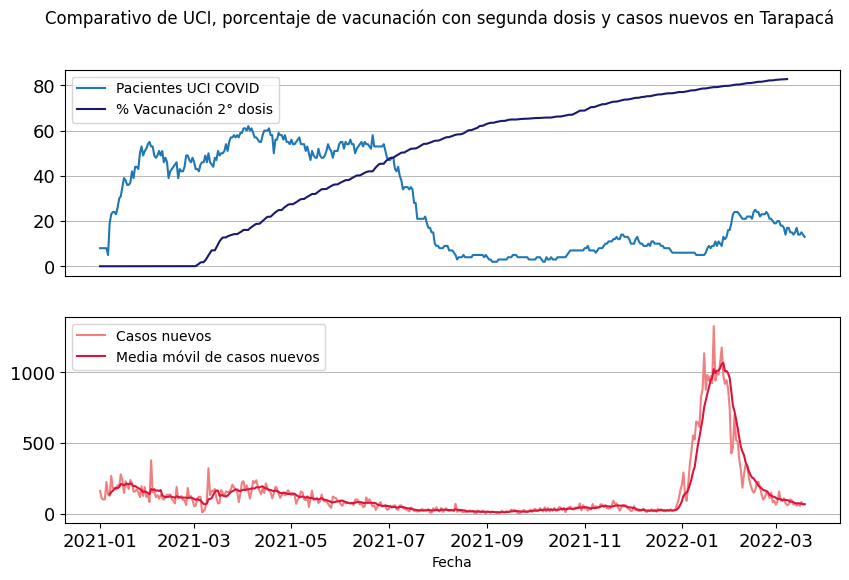 Comparativo de UCI, porcentaje de vacunación con segunda dosis y casos nuevos en Tarapacá
80
60
40
20
0
Pacientes UCI COVID
% Vacunación 2° dosis
1000
500
0
Casos nuevos
Media móvil de casos nuevos
2021-01 2021-03 2021-05 2021-07 2021-09 2021-11 2022-01 2022-03
Fecha